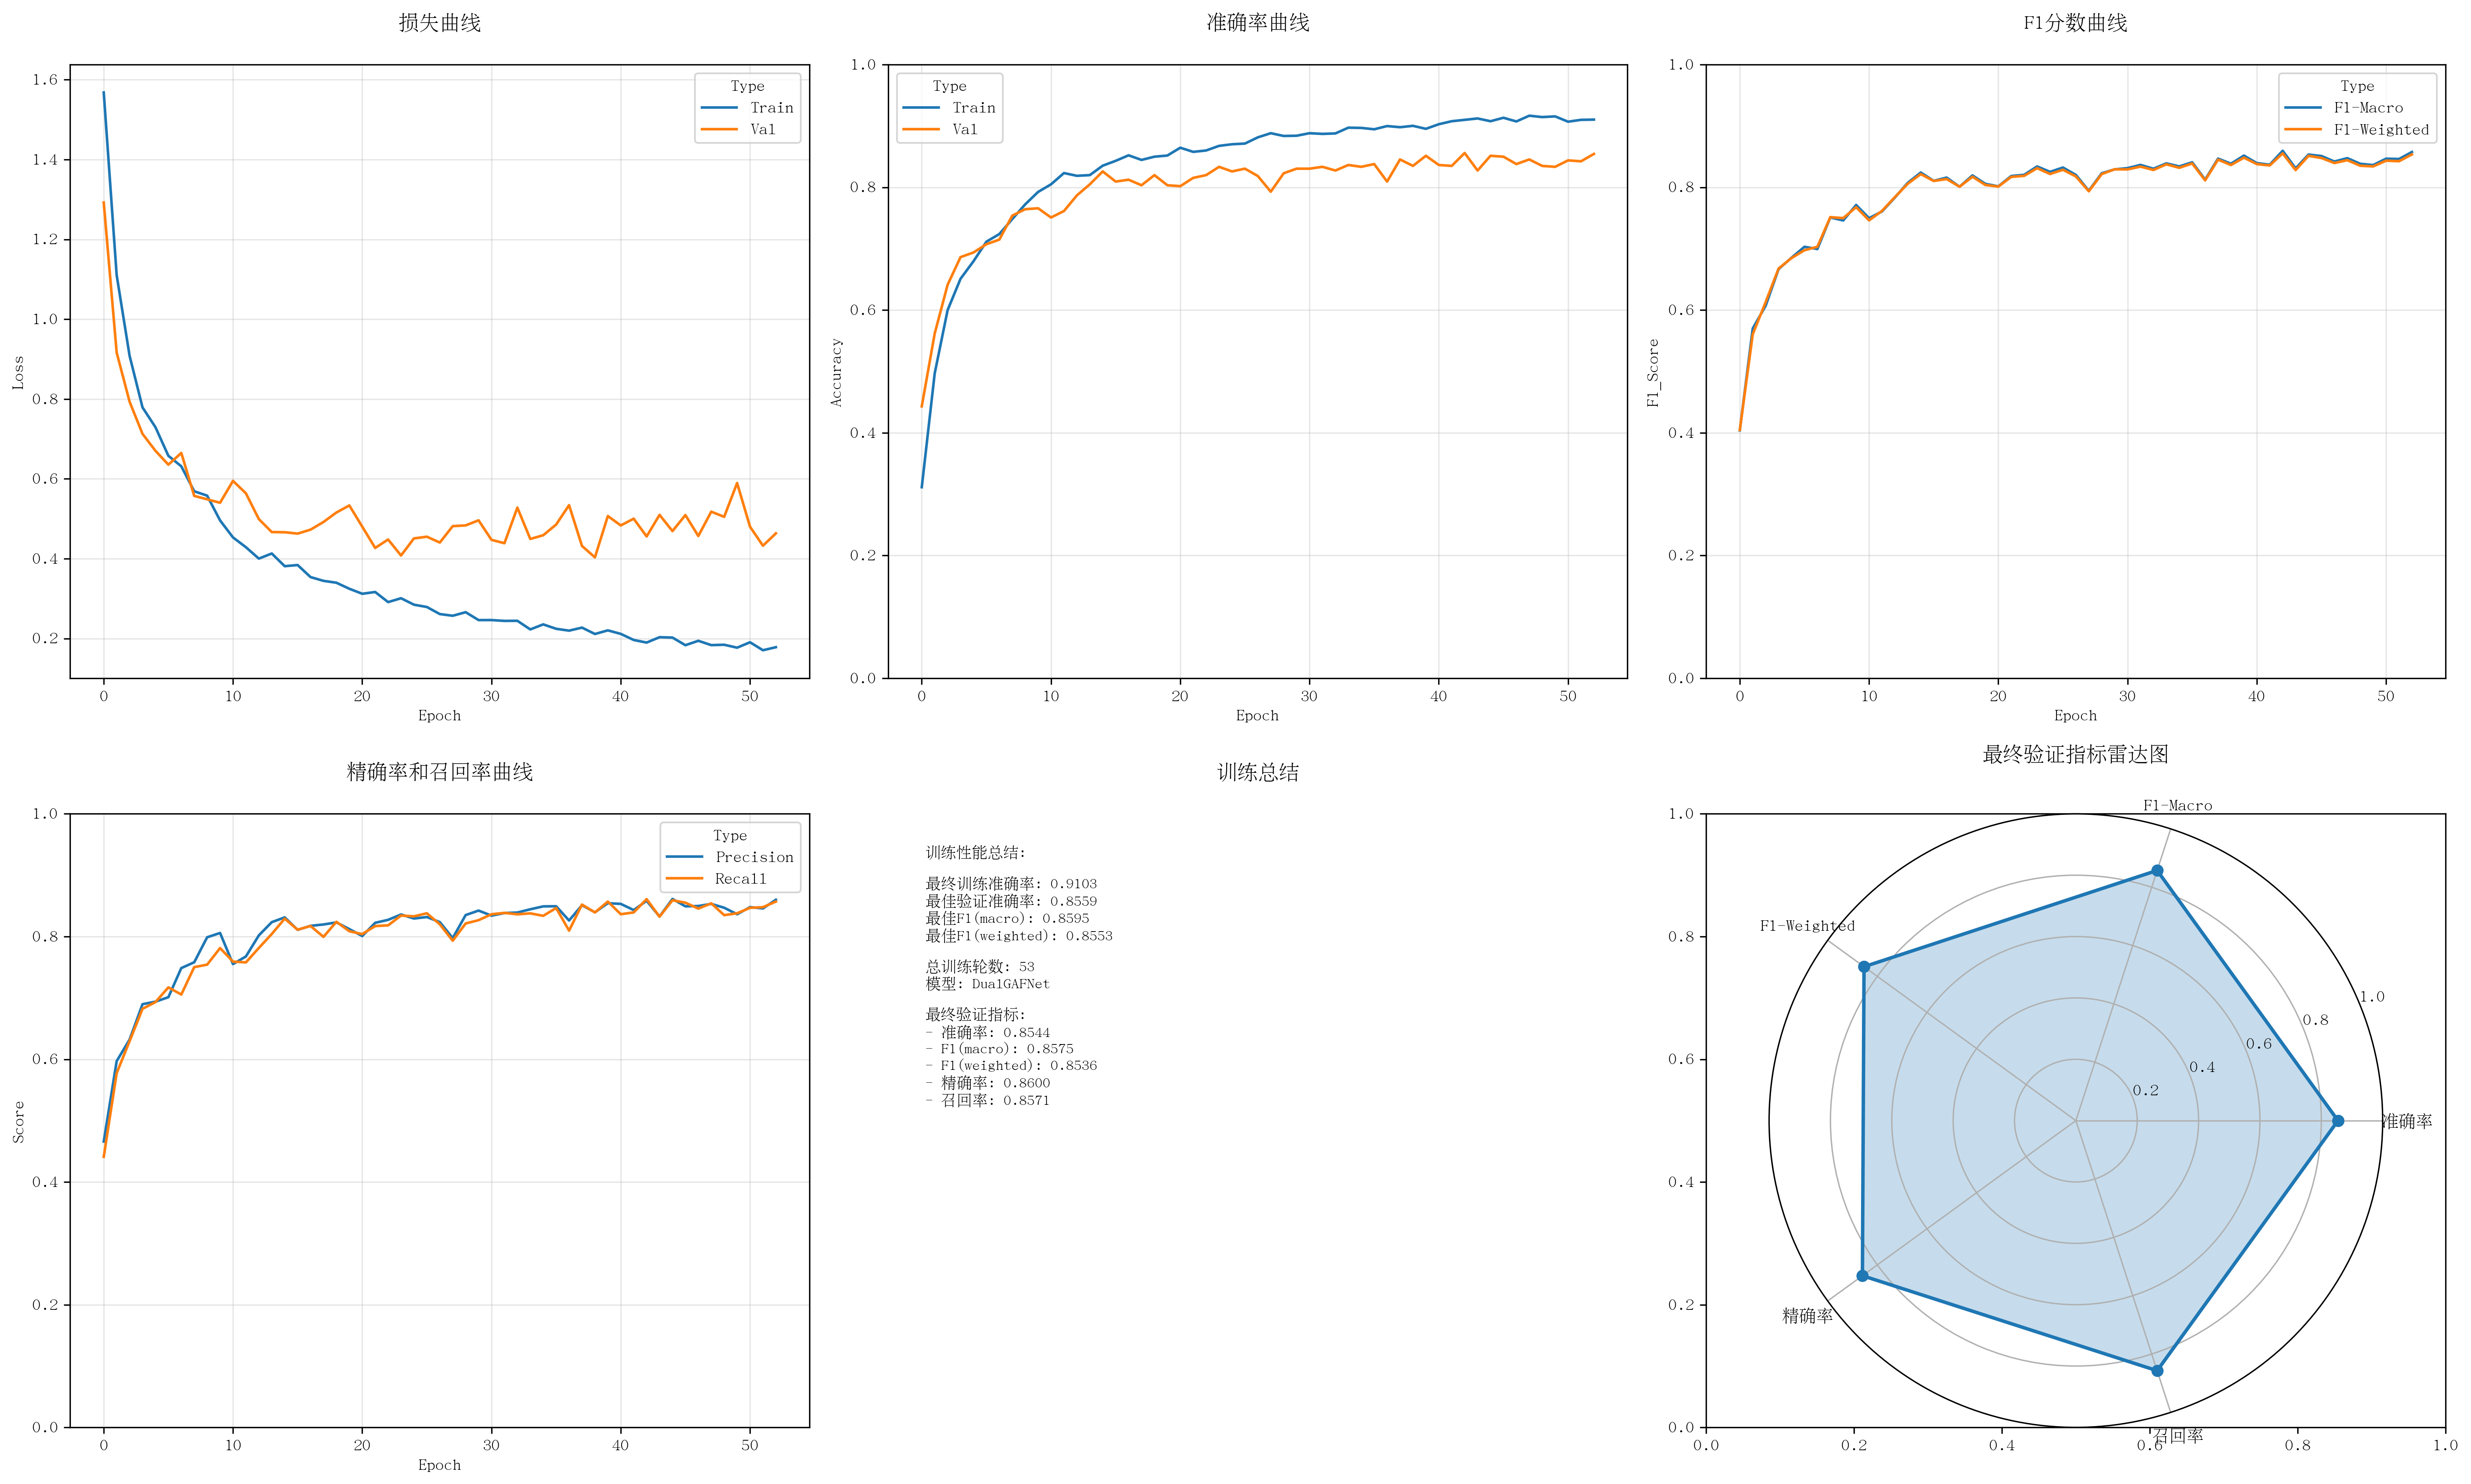 损失曲线
1.6
1.4
1.2
1.0
0.8
0.6
0.4
0.2
Loss
0 10 20 30 40 50
Epoch
Type
Train
Val
准确率曲线
1.0
0.8
0.6
0.4
0.2
0.0
Accuracy
0 10 20 30 40 50
Epoch
Type
Train
Val
F1分数曲线
1.0
0.8
0.6
0.4
0.2
0.0
F1_Score
0 10 20 30 40 50
Epoch
Type
F1-Macro
F1-Weighted
精确率和召回率曲线
1.0
0.8
0.6
0.4
0.2
0.0
Score
0 10 20 30 40 50
Epoch
Type
Precision
Recall
训练总结
训练性能总结:
最终训练准确率: 0.9103
最佳验证准确率: 0.8559
最佳F1(macro): 0.8595
最佳F1(weighted): 0.8553
总训练轮数: 53
模型: DualGAFNet
最终验证指标:
- 准确率: 0.8544
- F1(macro): 0.8575
- F1(weighted): 0.8536
- 精确率: 0.8600
- 召回率: 0.8571
最终验证指标雷达图
1.0
0.8
0.6
0.4
0.2
0.0
0.0 0.2 0.4 0.6 0.8 1.0
F1-Macro
F1-Weighted
准确率
精确率
召回率
1.0
0.8
0.6
0.4
0.2